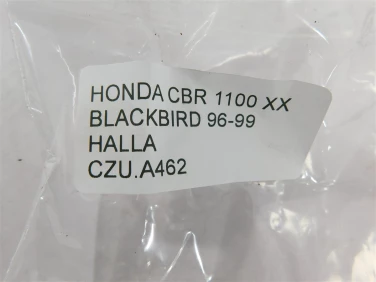 HONDA CBR 1100 XX
BLACKBIRD 96-99
HALLA
CZU.A462